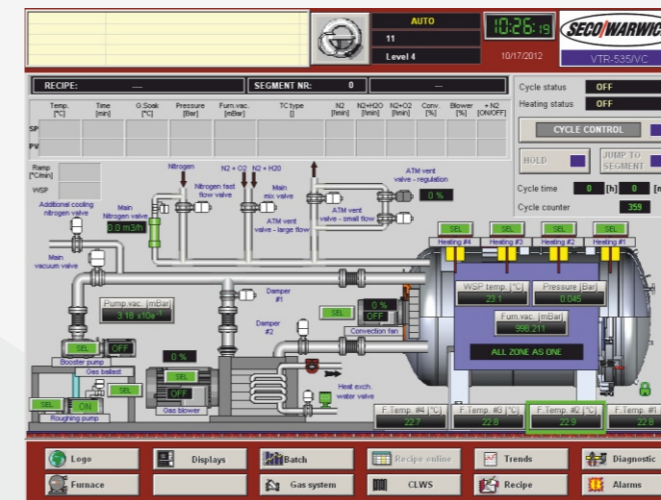 AUTO
11
Level 4
10:26:19
10/17/2012
SECO/WARWIC
VTR-535/VC
RECIPE: ---
SEGMENT NR: 0
---
Cycle status OFF
Heating status OFF
Temp. [°C]
Time [min]
G.Soak [°C]
Pressure [Bar]
Furn.vac. [mBar]
TC type []
N2 [l/min]
N2+H2O [l/min]
N2+O2 [l/min]
Conv. [%]
Blower [%]
+ N2 [ON/OFF]
SP
PV
CYCLE CONTROL
HOLD
JUMP TO SEGMENT
Ramp [°C/min]
WSP
Cycle time 0 [h] 0
Cycle counter 359
Nitrogen
N2 + O2
N2 + H20
ATM vent valve - regulation
0 %
Additional cooling nitrogen valve
Main Nitrogen valve
0.0 m3/h
Nitrogen fast flow valve
Main mix valve
ATM vent valve - large flow
ATM vent valve - small flow
SEL
SEL
SEL
SEL
Heating #4
Heating #3
Heating #2
Heating #1
Main vacuum valve
Damper #1
WSP temp. [°C]
23.1
Pressure [Bar]
0.045
Pump.vac. [mBar]
3.18 x10e-1
SEL
0 %
OFF
Convection fan
Furn.vac. [mBar]
998.211
Damper #2
ALL ZONE AS ONE
SEL
OFF
Booster pump
Gas ballast
0 %
SEL
SEL
OFF
Gas blower
SEL
ON
Roughing pump
Heat exch. water valve
F.Temp. #4 [°C]
22.7
F.Temp. #3 [°C]
22.8
F.Temp. #2 [°C]
22.9
F.Temp. #1
22.8
Logo
Displays
Batch
Recipe online
Trends
Diagnostic
Furnace
Gas system
CLWS
Recipe
Alarms